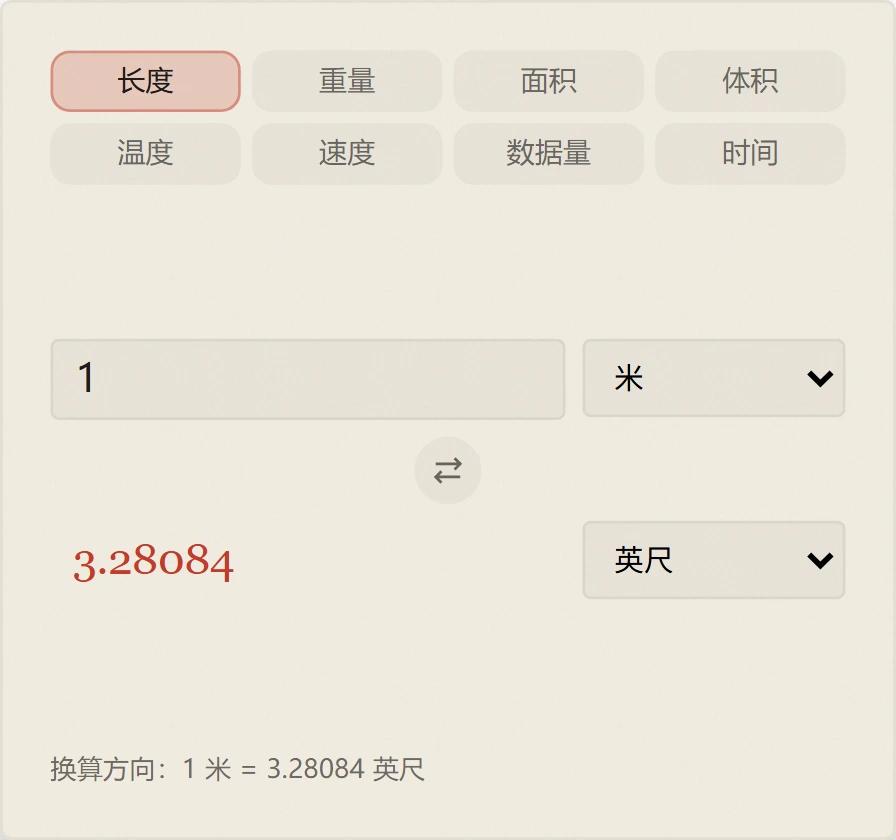 长度 重量 面积 体积
温度 速度 数据量 时间
1 米
⇄
3.28084 英尺
换算方向：1 米 = 3.28084 英尺